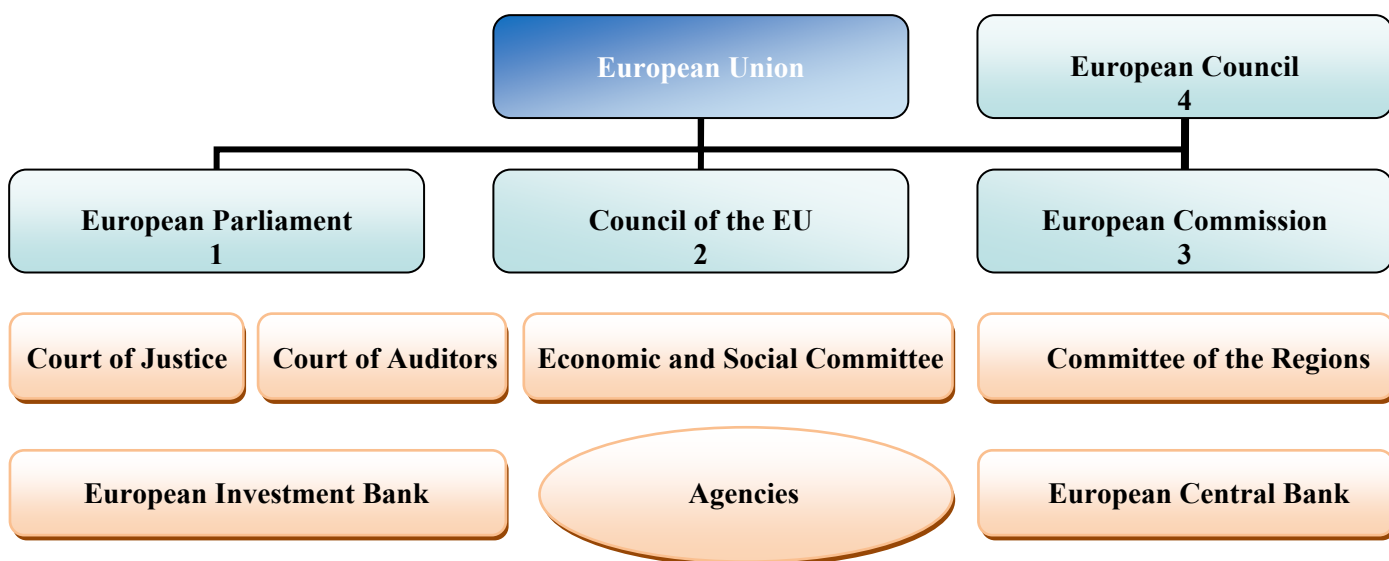 European Union
European Council
4
European Parliament
1
Council of the EU
2
European Commission
3
Court of Justice
Court of Auditors
Economic and Social Committee
Committee of the Regions
European Investment Bank
Agencies
European Central Bank